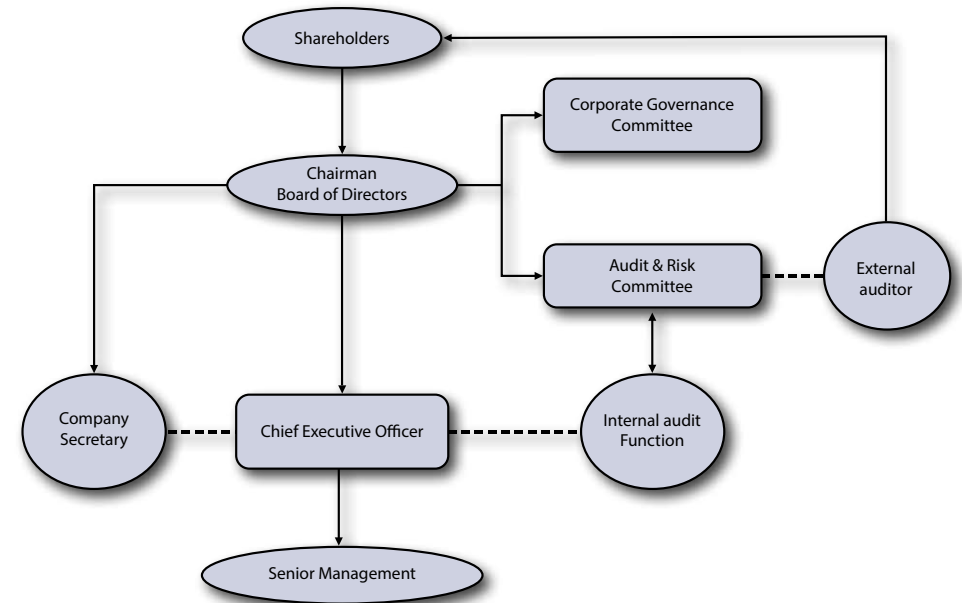 Shareholders
Corporate Governance
Committee
Chairman
Board of Directors
Audit & Risk
Committee
External
auditor
Company
Secretary
Chief Executive Officer
Internal audit
Function
Senior Management